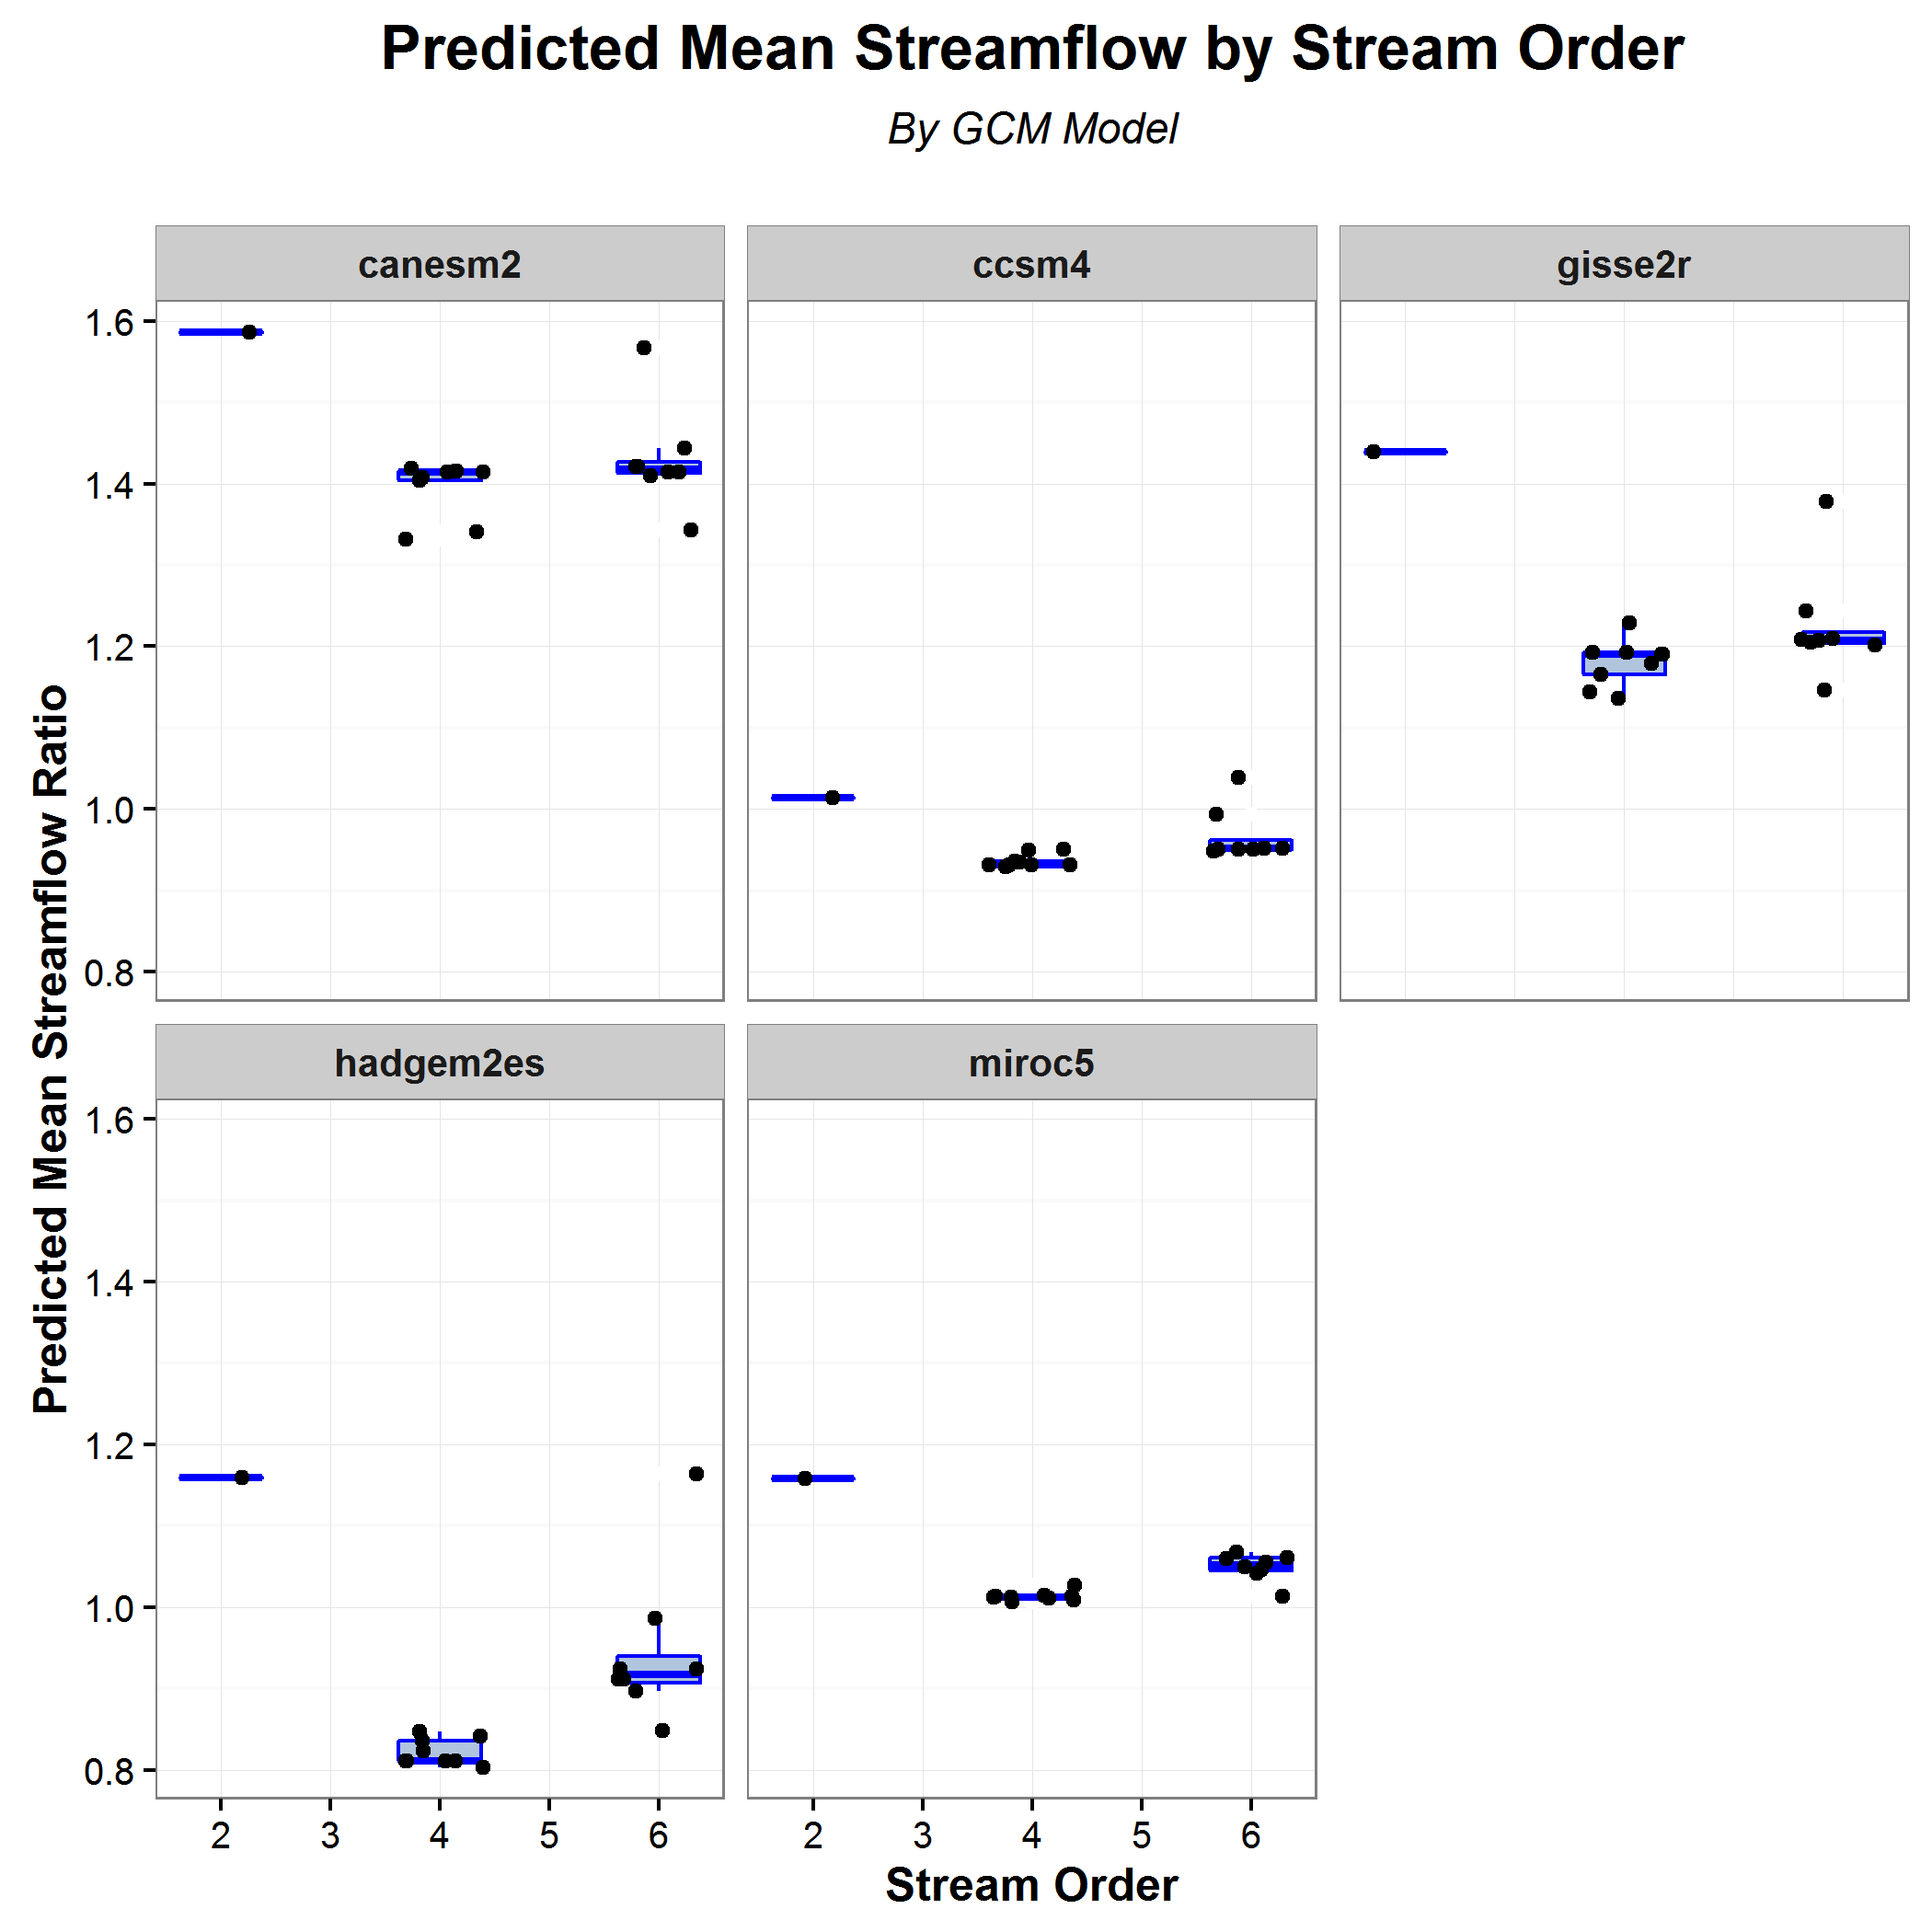 Predicted Mean Streamflow by Stream Order
By GCM Model
canesm2
ccsm4
gisse2r
1.6
1.4
1.2
1.0
0.8
Predicted Mean Streamflow Ratio
hadgem2es
miroc5
1.6
1.4
1.2
1.0
0.8
2 3 4 5 6
2 3 4 5 6
Stream Order